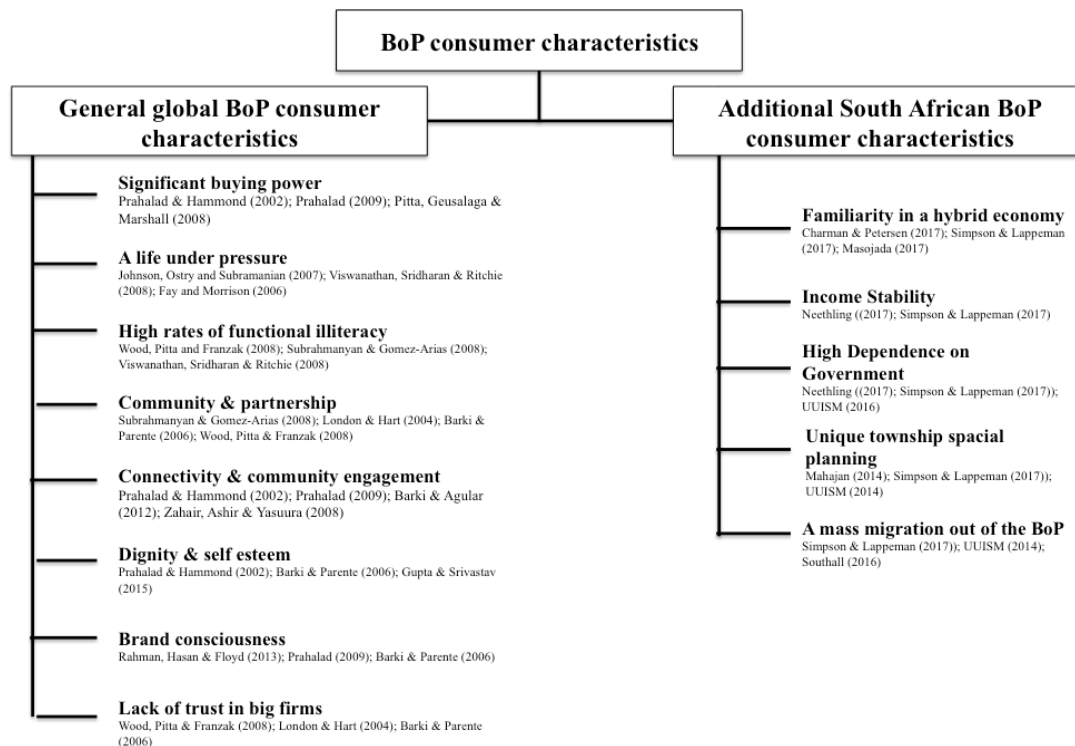 BoP consumer characteristics
General global BoP consumer
characteristics
Significant buying power
Prahalad & Hammond (2002); Prahalad (2009); Pitta, Geusalaga &
Marshall (2008)
A life under pressure
Johnson, Ostry and Subramanian (2007); Viswanathan, Sridharan & Ritchie
(2008); Fay and Morrison (2006)
High rates of functional illiteracy
Wood, Pitta and Franzak (2008); Subrahmanyan & Gomez-Arias (2008);
Viswanathan, Sridharan & Ritchie (2008)
Community & partnership
Subrahmanyan & Gomez-Arias (2008); London & Hart (2004); Barki &
Parente (2006); Wood, Pitta & Franzak (2008)
Connectivity & community engagement
Prahalad & Hammond (2002); Prahalad (2009); Barki & Agular
(2012); Zahair, Ashir & Yasuura (2008)
Dignity & self esteem
Prahalad & Hammond (2002); Barki & Parente (2006); Gupta & Srivastav
(2015)
Brand consciousness
Rahman, Hasan & Floyd (2013); Prahalad (2009); Barki & Parente (2006)
Lack of trust in big firms
Wood, Pitta & Franzak (2008); London & Hart (2004); Barki & Parente
(2006)
Additional South African BoP
consumer characteristics
Familiarity in a hybrid economy
Charman & Petersen (2017); Simpson & Lappeman
(2017); Masojada (2017)
Income Stability
Neethling ((2017); Simpson & Lappeman (2017)
High Dependence on
Government
Neethling ((2017); Simpson & Lappeman (2017));
UUISM (2016)
Unique township spacial
planning
Mahajan (2014); Simpson & Lappeman (2017));
UUISM (2014)
A mass migration out of the BoP
Simpson & Lappeman (2017)); UUISM (2014);
Southall (2016)